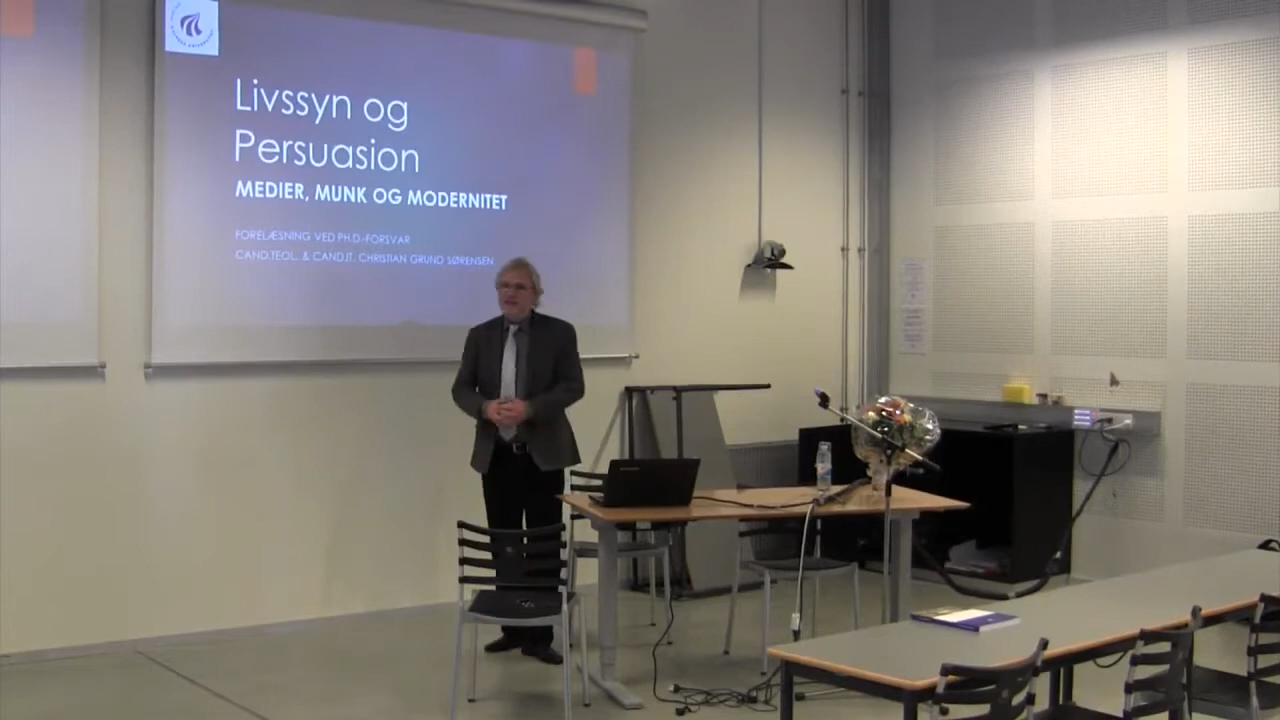 Livssyn og
Persuasion
MEDIER, MUNK OG MODERNITET
FORELÆSNING VED PH.D.-FORSVAR
CAND.TEOL. & CAND.IT. CHRISTIAN GRUND SØRENSEN